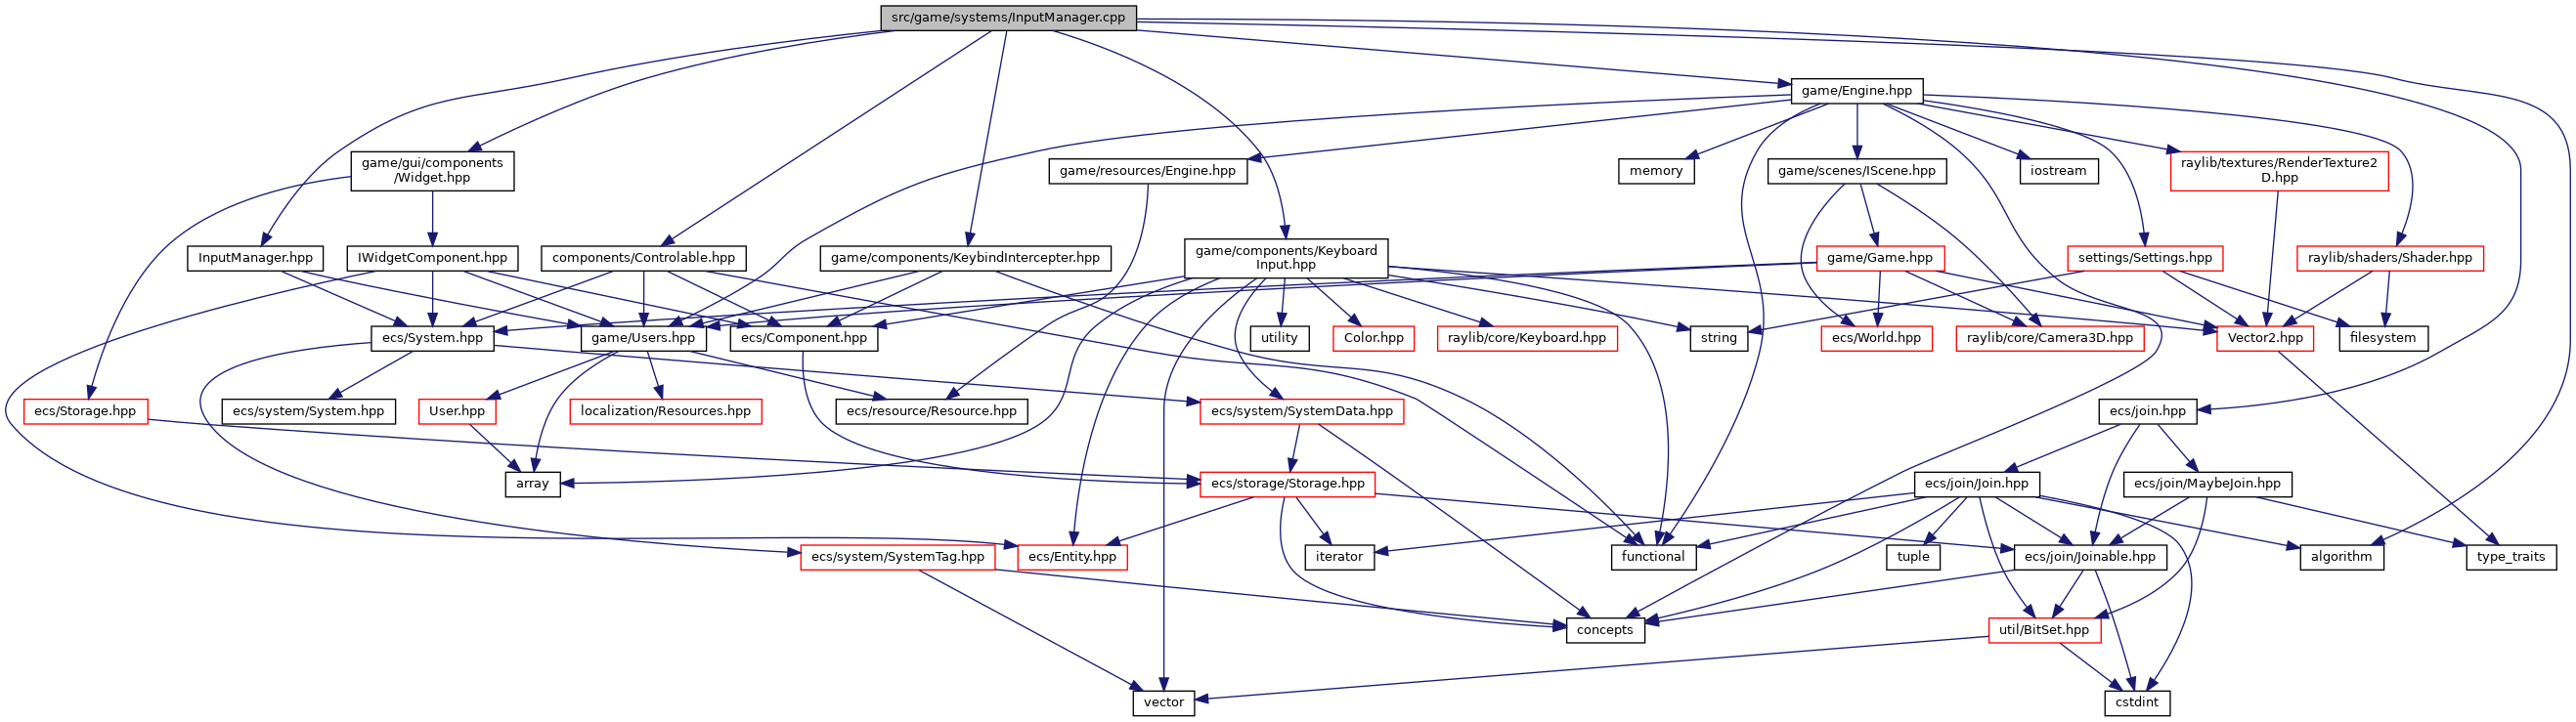 src/game/systems/InputManager.cpp
game/Engine.hpp
game/gui/components
/Widget.hpp
game/resources/Engine.hpp
memory
game/scenes/IScene.hpp
iostream
raylib/textures/RenderTexture2
D.hpp
InputManager.hpp
IWidgetComponent.hpp
components/Controlable.hpp
game/components/KeybindIntercepter.hpp
game/components/Keyboard
Input.hpp
game/Game.hpp
settings/Settings.hpp
raylib/shaders/Shader.hpp
ecs/System.hpp
game/Users.hpp
ecs/Component.hpp
utility
Color.hpp
raylib/core/Keyboard.hpp
string
ecs/World.hpp
raylib/core/Camera3D.hpp
Vector2.hpp
filesystem
ecs/Storage.hpp
ecs/system/System.hpp
User.hpp
localization/Resources.hpp
ecs/resource/Resource.hpp
ecs/system/SystemData.hpp
ecs/join.hpp
array
ecs/storage/Storage.hpp
ecs/join/Join.hpp
ecs/join/MaybeJoin.hpp
ecs/system/SystemTag.hpp
ecs/Entity.hpp
iterator
functional
tuple
ecs/join/Joinable.hpp
algorithm
type_traits
concepts
util/BitSet.hpp
vector
cstdint